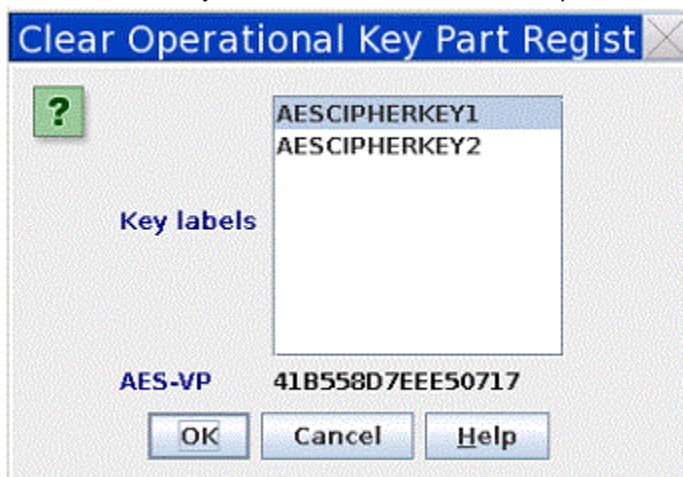 Clear Operational Key Part Regist
?
AESCIPHERKEY1
AESCIPHERKEY2
Key labels
AES-VP 41B558D7EEE50717
OK Cancel Help